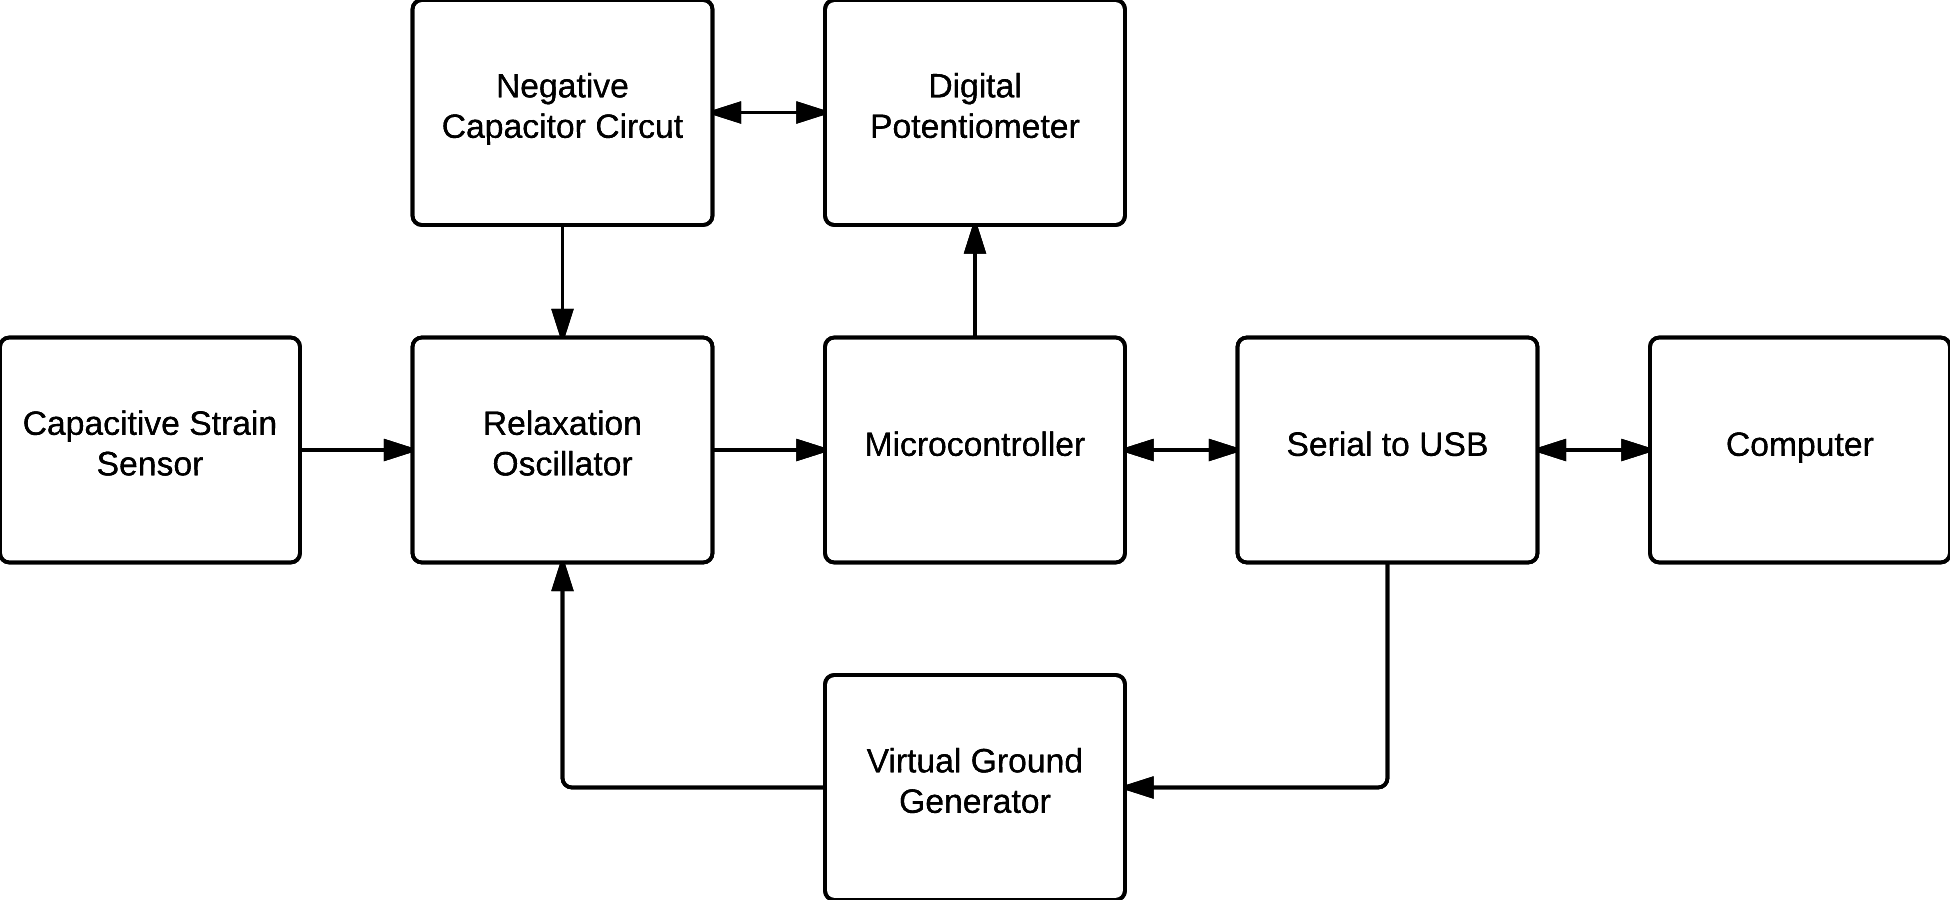 Negative
Capacitor Circut
Digital
Potentiometer
Capacitive Strain
Sensor
Relaxation
Oscillator
Microcontroller
Serial to USB
Computer
Virtual Ground
Generator